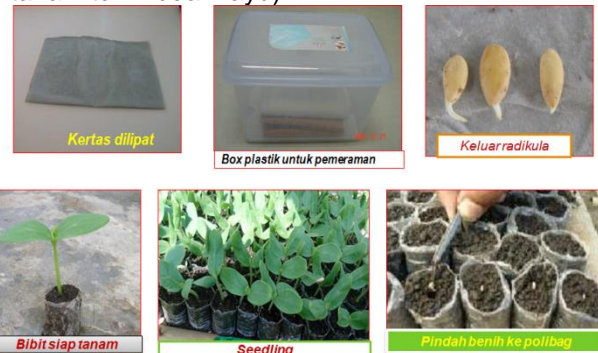 Kertas dilipat
Box plastik untuk pemeraman
Keluar radikula
Bibit siap tanam
Seedling
Pindah benih ke polibag